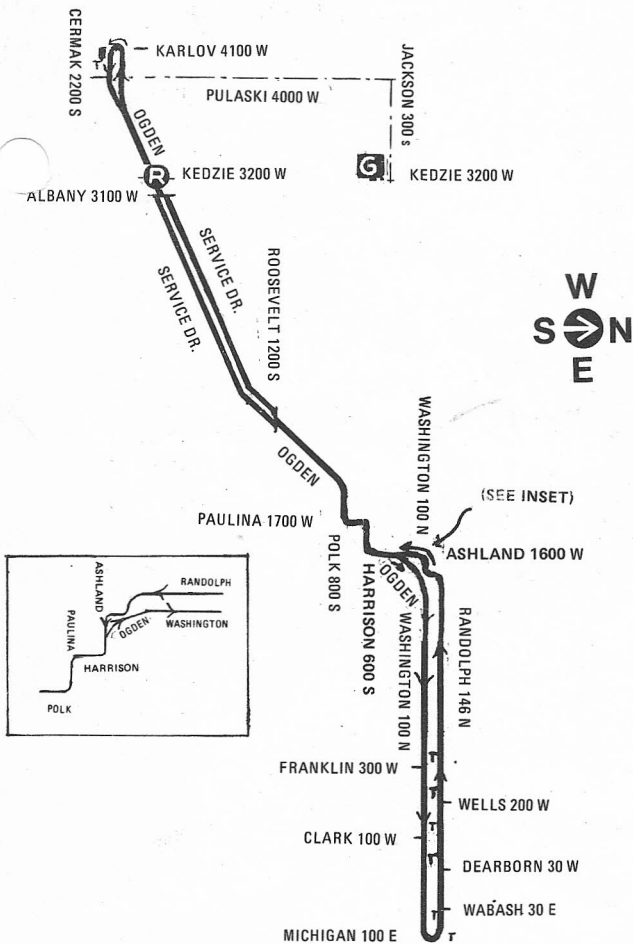 CERMAK 2200 S
KARLOV 4100 W
PULASKI 4000 W
JACKSON 300 s
OGDEN
R
KEDZIE 3200 W
G
KEDZIE 3200 W
ALBANY 3100 W
SERVICE DR.
SERVICE DR.
ROOSEVELT 1200 S
W
S N
E
OGDEN
WASHINGTON 100 N
(SEE INSET)
PAULINA 1700 W
POLK 800 S
ASHLAND 1600 W
HARRISON 600 S
OGDEN
WASHINGTON 100 N
RANDOLPH 146 N
ASHLAND
RANDOLPH
PAULINA
OGDEN
WASHINGTON
HARRISON
POLK
FRANKLIN 300 W
T
T
WELLS 200 W
T
CLARK 100 W
T
DEARBORN 30 W
T
WABASH 30 E
T
MICHIGAN 100 E
T